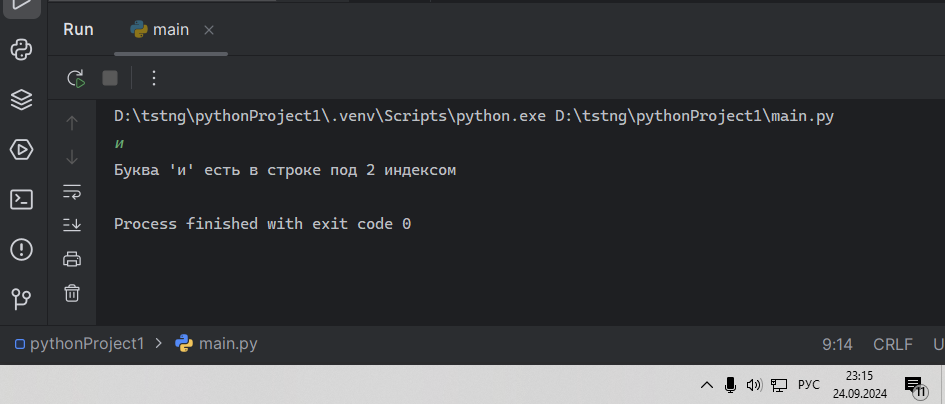 Run main
D:\tstng\pythonProject1\.venv\Scripts\python.exe D:\tstng\pythonProject1\main.py
и
Буква 'и' есть в строке под 2 индексом
Process finished with exit code 0
pythonProject1 > main.py 9:14 CRLF U
РУС 23:15
24.09.2024 11